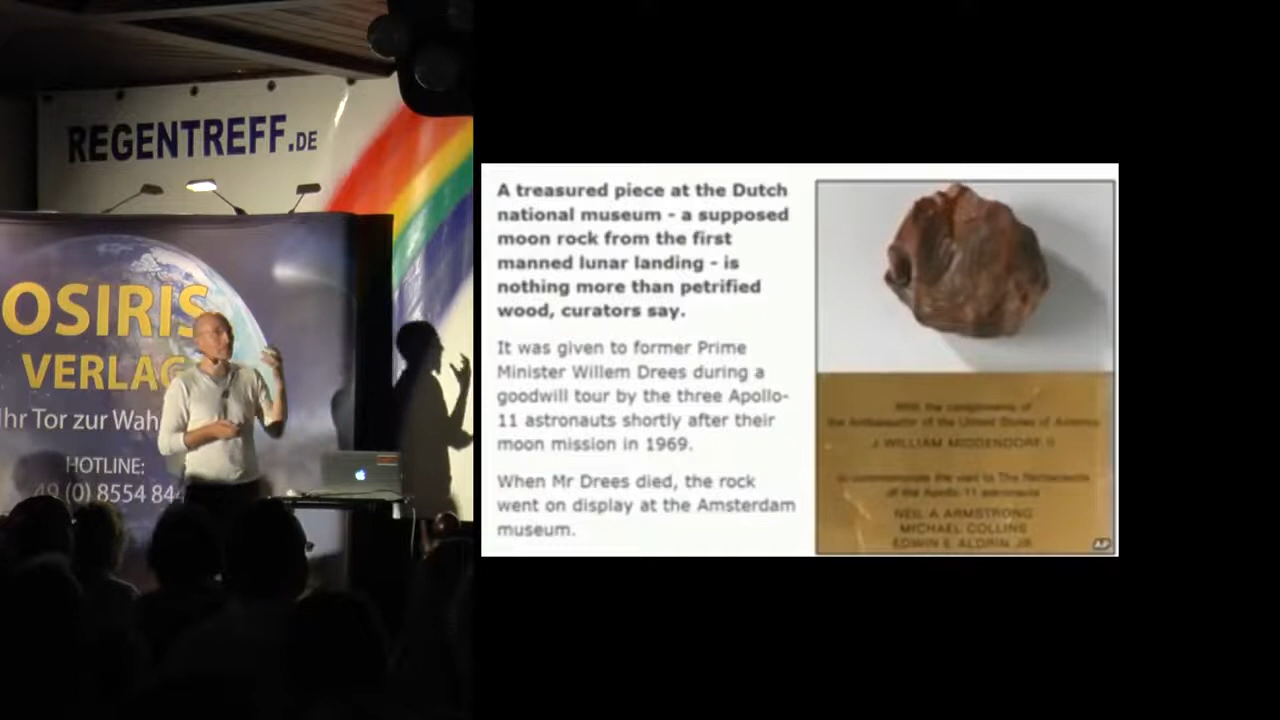 REGENTREFF.DE
OSIRIS
VERLAG
Ihr Tor zur Wah
HOTLINE:
49 (0) 8554 844
A treasured piece at the Dutch
national museum - a supposed
moon rock from the first
manned lunar landing - is
nothing more than petrified
wood, curators say.
It was given to former Prime
Minister Willem Drees during a
goodwill tour by the three Apollo-
11 astronauts shortly after their
moon mission in 1969.
When Mr Drees died, the rock
went on display at the Amsterdam
museum.
With the compliments of
the Ambassador of the United States of America
J. WILLIAM MIDDENDORF II
to commemorate the visit to The Netherlands
of the Apollo-11 astronauts
NEIL A ARMSTRONG
MICHAEL COLLINS
EDWIN E. ALDRIN JR.
AP